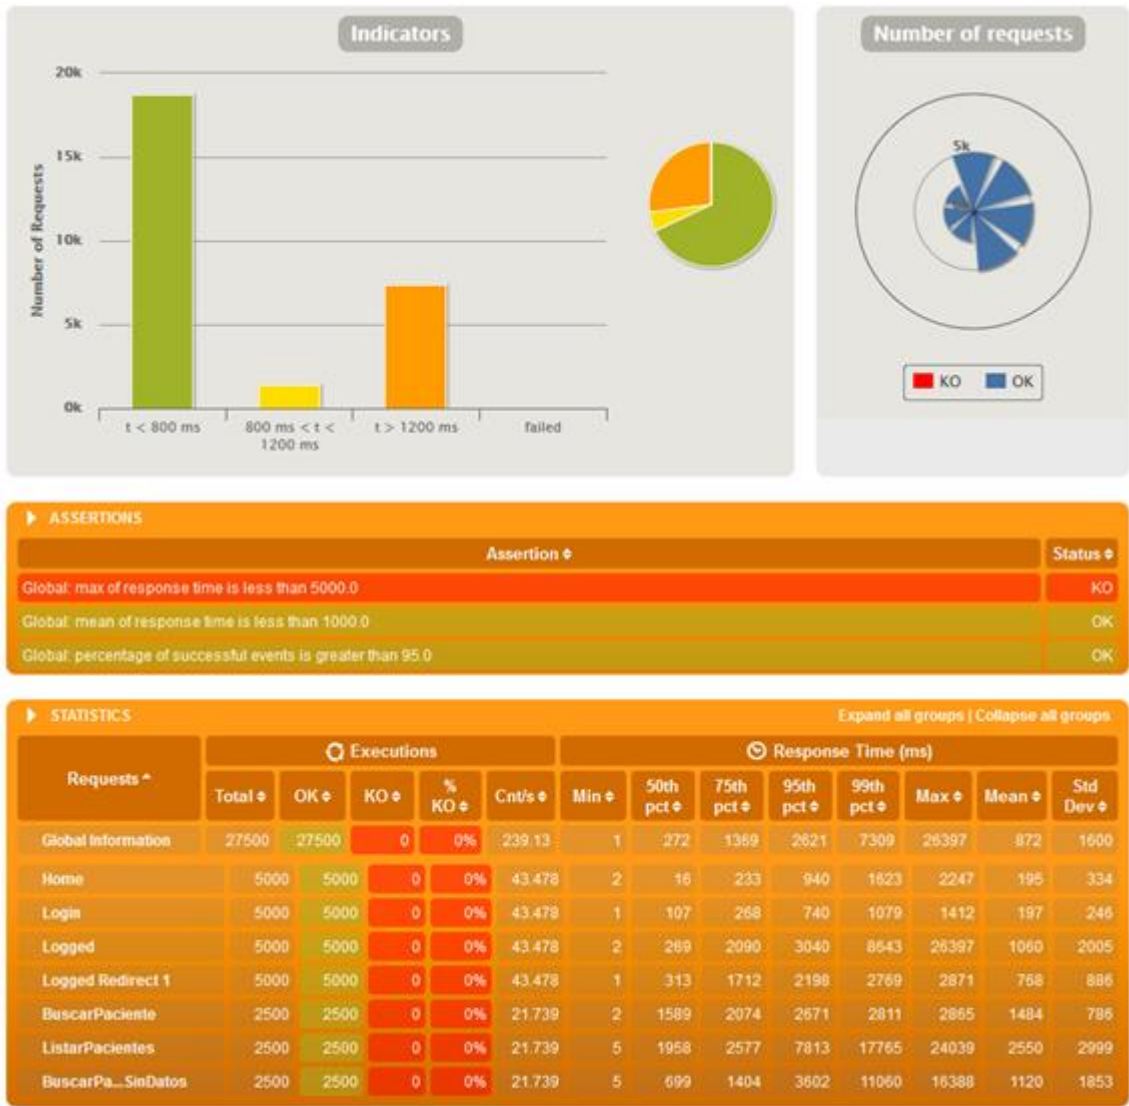 Indicators
20k
15k
10k
5k
0k
Number of Requests
t < 800 ms
800 ms < t <
1200 ms
t > 1200 ms
failed
Number of requests
5k
KO OK
ASSERTIONS
Assertion Status
Global: max of response time is less than 5000.0 KO
Global: mean of response time is less than 1000.0 OK
Global: percentage of successful events is greater than 95.0 OK
STATISTICS Expand all groups | Collapse all groups
Requests Executions Response Time (ms)
Total OK KO % KO Cnt/s Min 50th pct 75th pct 95th pct 99th pct Max Mean Std Dev
Global Information 27500 27500 0 0% 239.13 1 272 1369 2621 7309 26397 872 1600
Home 5000 5000 0 0% 43.478 2 16 233 940 1623 2247 195 334
Login 5000 5000 0 0% 43.478 1 107 268 740 1079 1412 197 246
Logged 5000 5000 0 0% 43.478 2 269 2090 3040 8643 26397 1060 2005
Logged Redirect 1 5000 5000 0 0% 43.478 1 313 1712 2198 2769 2871 768 886
BuscarPaciente 2500 2500 0 0% 21.739 2 1589 2074 2671 2811 2865 1484 786
ListarPacientes 2500 2500 0 0% 21.739 5 1958 2577 7813 17765 24039 2550 2999
BuscarPa...SinDatos 2500 2500 0 0% 21.739 5 699 1404 3602 11060 16388 1120 1853